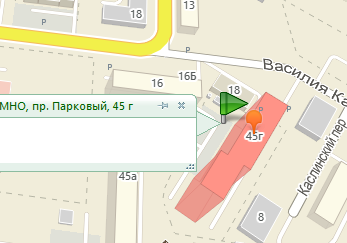 18
13
Василия Ка
16
16Б
18
P
P
МНО, пр. Парковый, 45 г
45г
45а
Каслинский пер
8